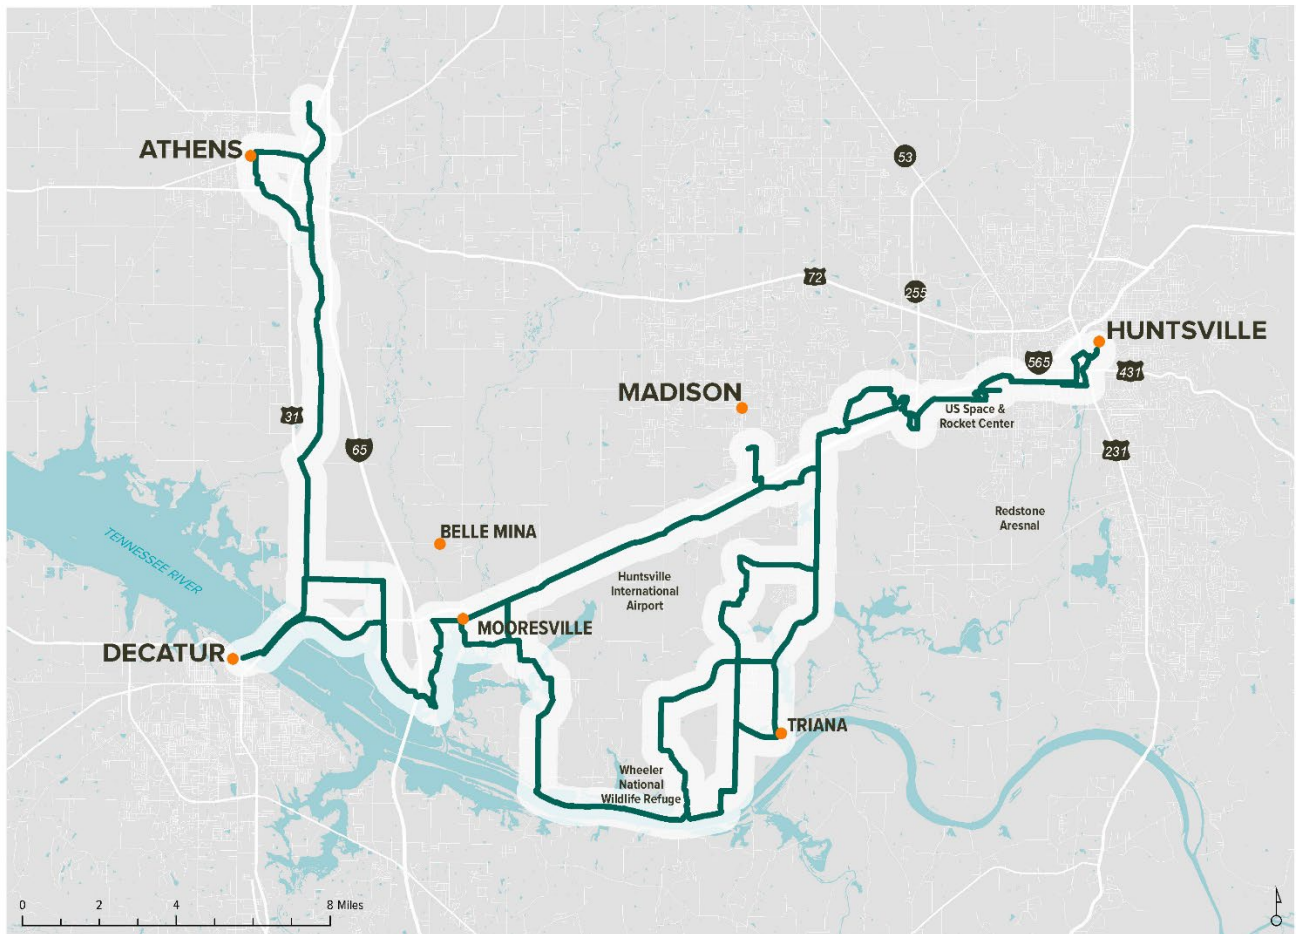 ATHENS
53
72
255
HUNTSVILLE
565
431
MADISON
US Space &
Rocket Center
31
65
231
Redstone
Aresnal
BELLE MINA
TENNESSEE RIVER
Huntsville
International
Airport
MOORESVILLE
DECATUR
TRIANA
Wheeler
National
Wildlife Refuge
0 2 4 8 Miles